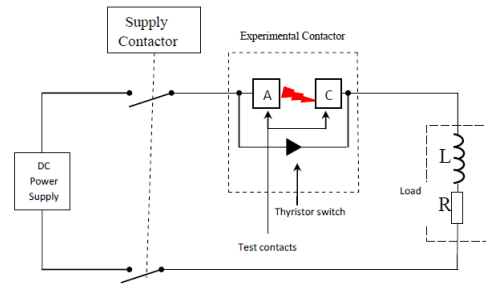 Supply
Contactor
Experimental Contactor
A
C
DC
Power
Supply
L
Load
R
Thyristor switch
Test contacts